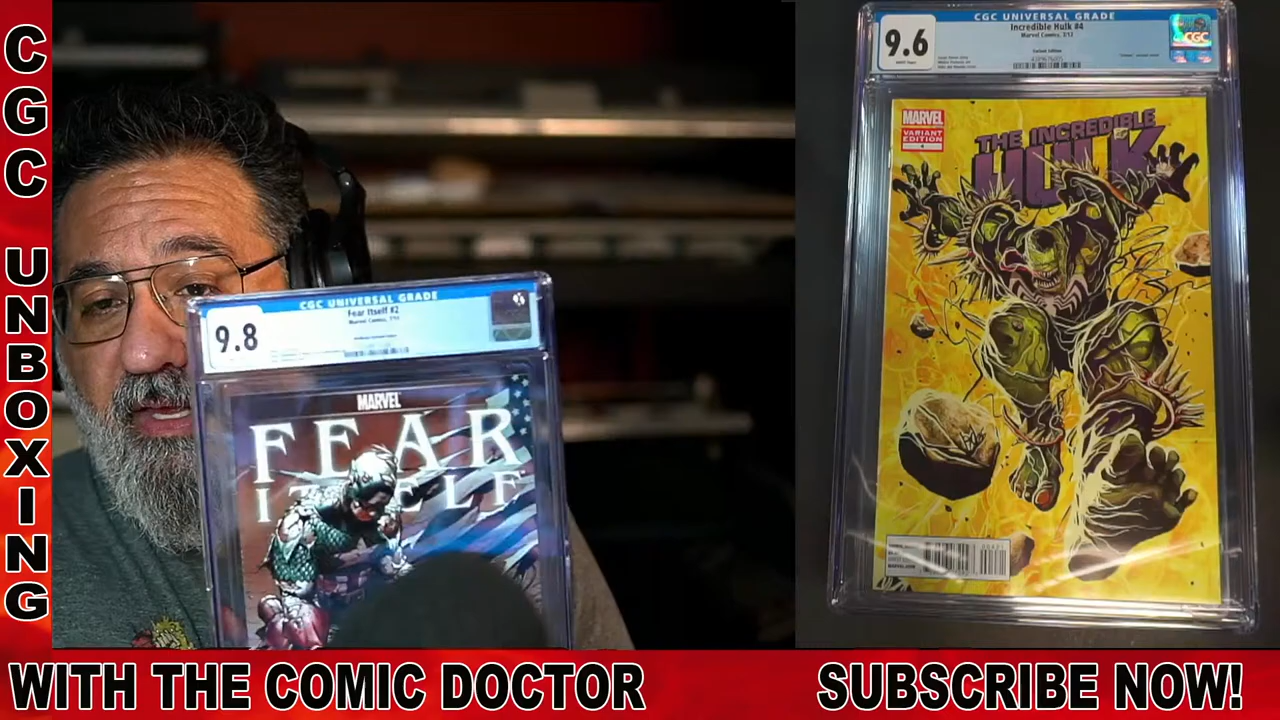 CGC UNBOXING
CGC UNIVERSAL GRADE
9.8
Fear Itself #2
MARVEL
FEAR
ITSELF
CGC UNIVERSAL GRADE
9.6
Incredible Hulk #4
Marvel Comics, 3/12
Variant Edition
CGC
MARVEL
VARIANT
EDITION
4
THE INCREDIBLE
HULK
WITH THE COMIC DOCTOR
SUBSCRIBE NOW!